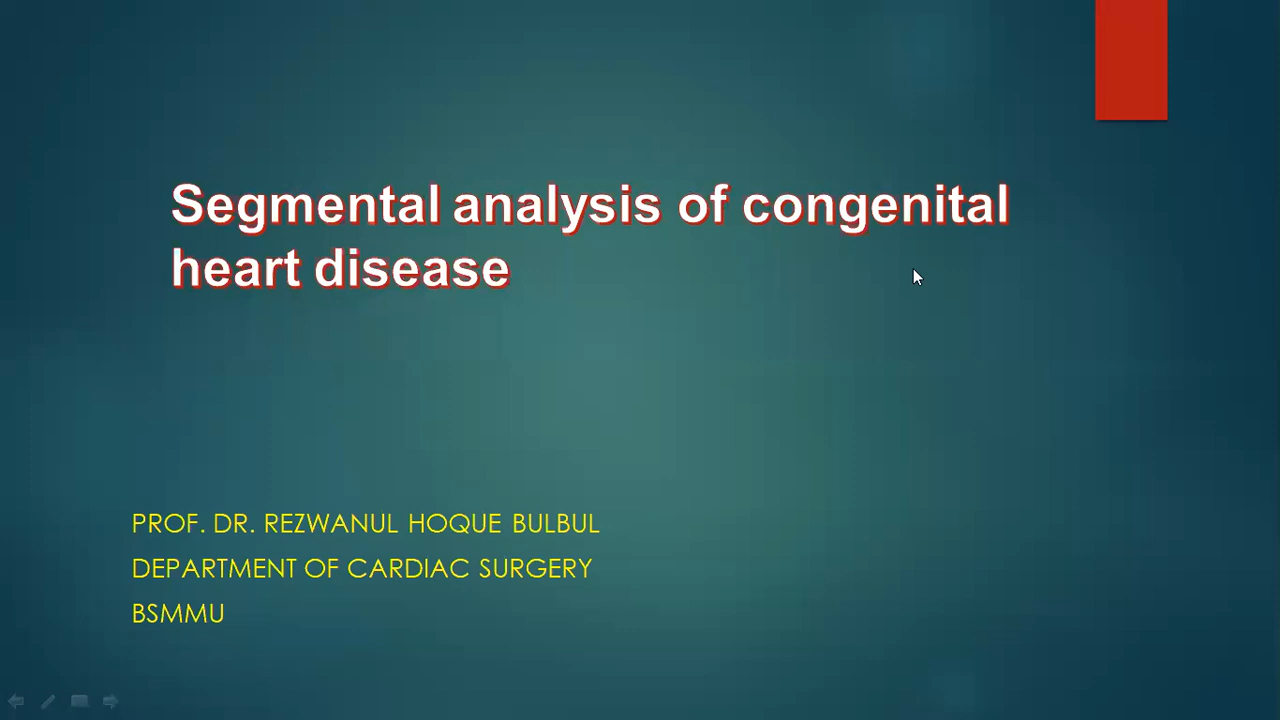 Segmental analysis of congenital
heart disease
PROF. DR. REZWANUL HOQUE BULBUL
DEPARTMENT OF CARDIAC SURGERY
BSMMU